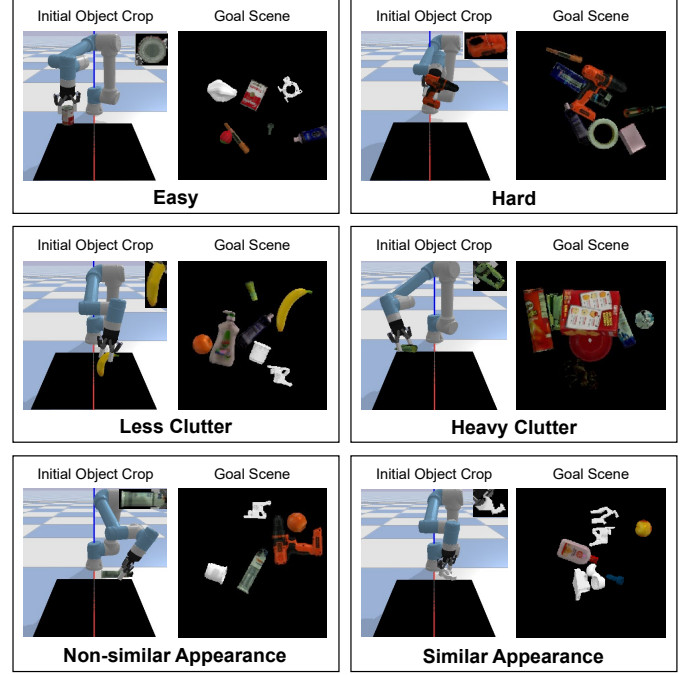 Initial Object Crop Goal Scene
Easy
Initial Object Crop Goal Scene
Hard
Initial Object Crop Goal Scene
Less Clutter
Initial Object Crop Goal Scene
Heavy Clutter
Initial Object Crop Goal Scene
Non-similar Appearance
Initial Object Crop Goal Scene
Similar Appearance